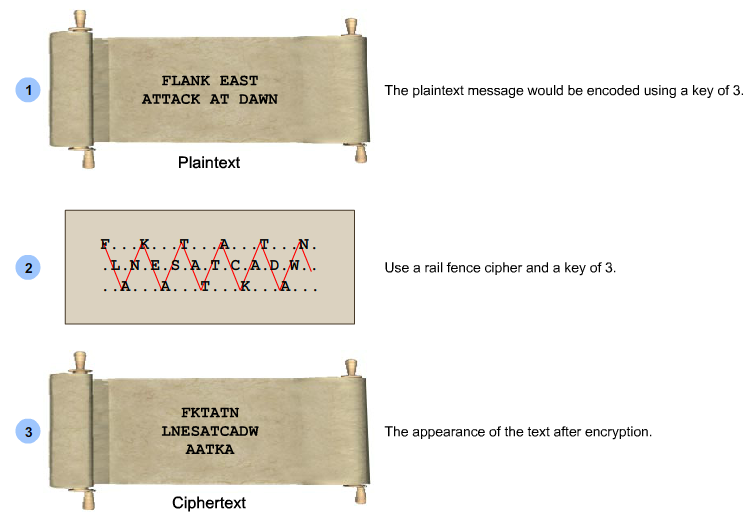 1
FLANK EAST
ATTACK AT DAWN
The plaintext message would be encoded using a key of 3.
Plaintext
2
F...K...T...A...T...N.
.L.N.E.S.A.T.C.A.D.W..
..A...A...T...K...A...
Use a rail fence cipher and a key of 3.
3
FKTATN
LNESATCADW
AATKA
The appearance of the text after encryption.
Ciphertext